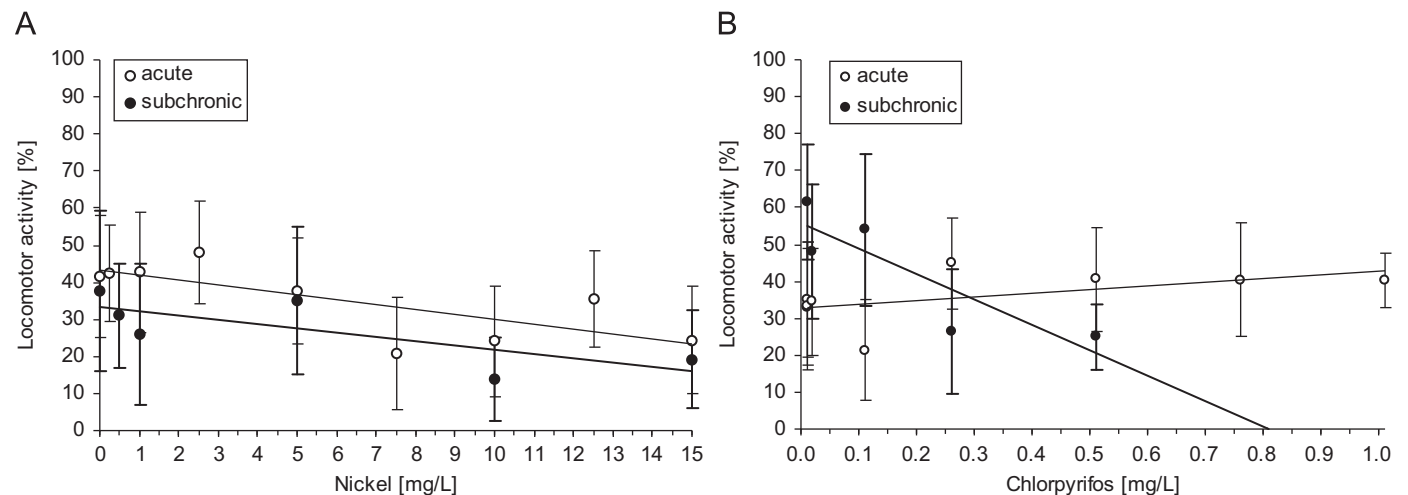 A
Locomotor activity [%]
100
90
80
70
60
50
40
30
20
10
0
acute
subchronic
0 1 2 3 4 5 6 7 8 9 10 11 12 13 14 15
Nickel [mg/L]
B
Locomotor activity [%]
100
90
80
70
60
50
40
30
20
10
0
acute
subchronic
0.0 0.1 0.2 0.3 0.4 0.5 0.6 0.7 0.8 0.9 1.0
Chlorpyrifos [mg/L]